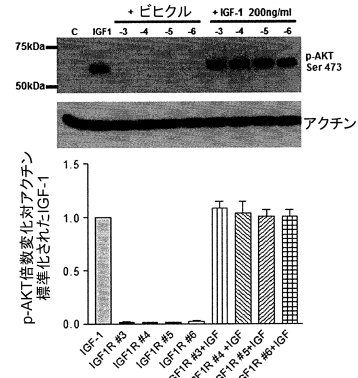 + ビヒクル
+ IGF-1 200ng/ml
C IGF1 -3 -4 -5 -6 -3 -4 -5 -6
75kDa
50kDa
p-AKT
Ser 473
アクチン
p-AKT倍数変化対アクチン
標準化されたIGF-1
1.5
1.0
0.5
0.0
IGF-1
IGF1R #3
IGF1R #4
IGF1R #5
IGF1R #6
IGF1R #3+IGF
IGF1R #4 +IGF
IGF1R #5+IGF
IGF1R #6+IGF